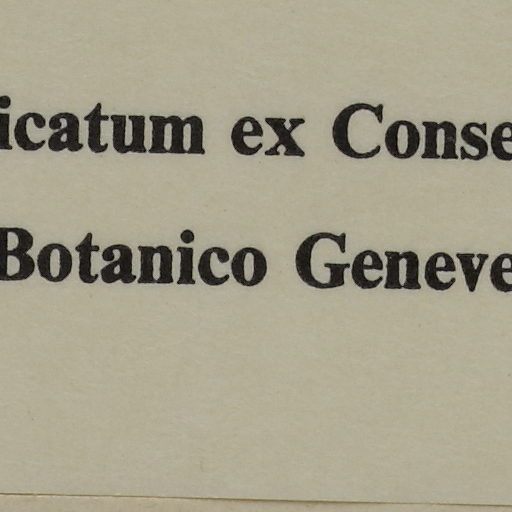 icatum ex Conse
Botanico Geneve